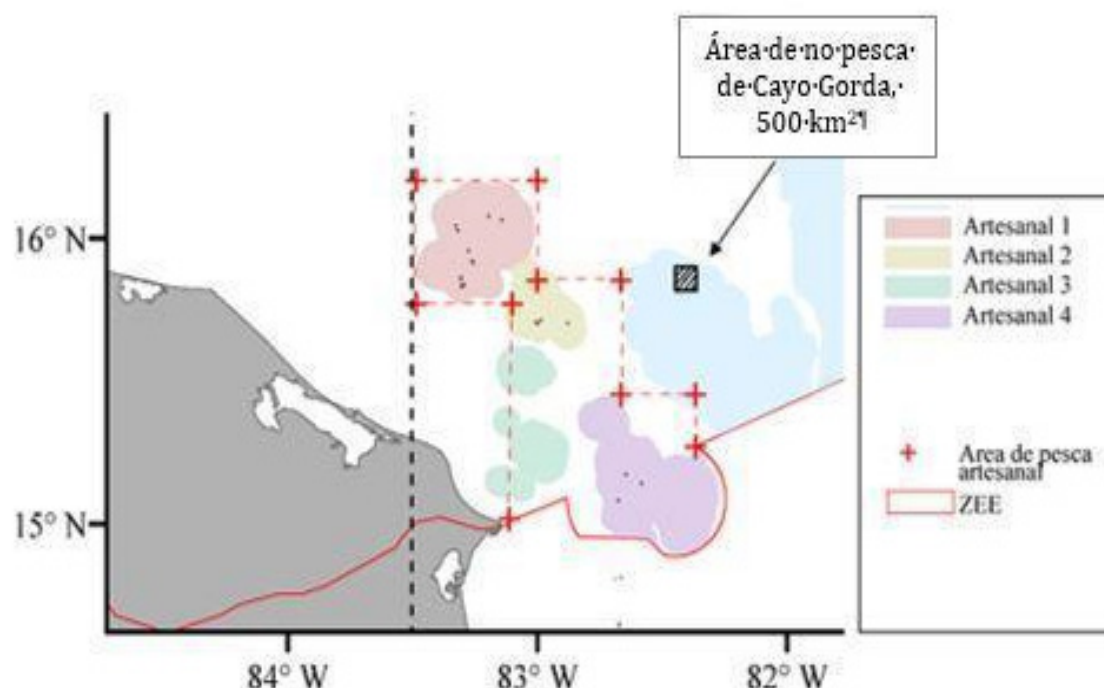 Área·de·no·pesca·
de·Cayo·Gorda,·
500·km²¶
16° N
15° N
84° W
83° W
82° W
Artesanal 1
Artesanal 2
Artesanal 3
Artesanal 4
Area de pesca
artesanal
ZEE